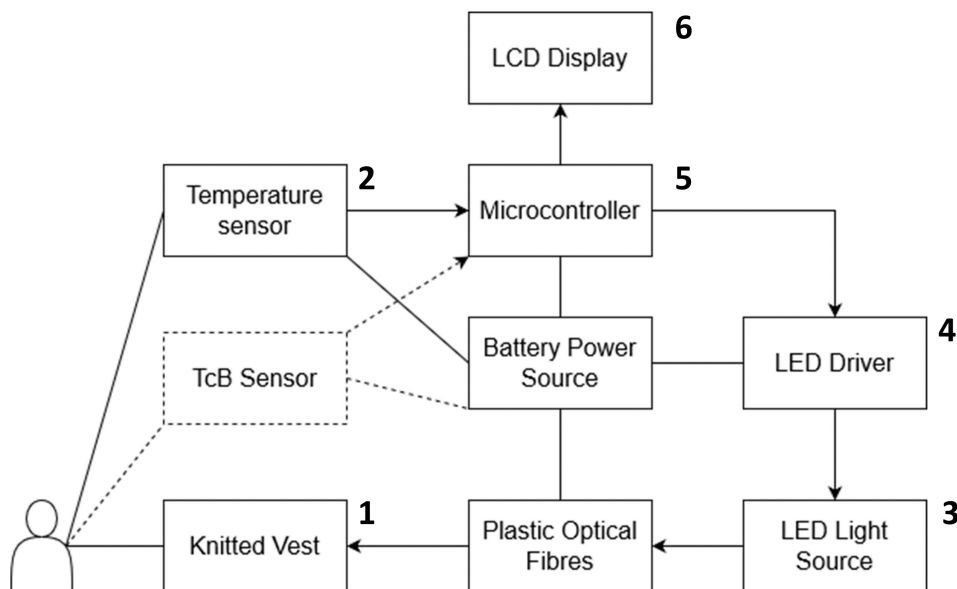 6
LCD Display
2
Temperature
sensor
5
Microcontroller
TcB Sensor
Battery Power
Source
4
LED Driver
1
Knitted Vest
Plastic Optical
Fibres
3
LED Light
Source